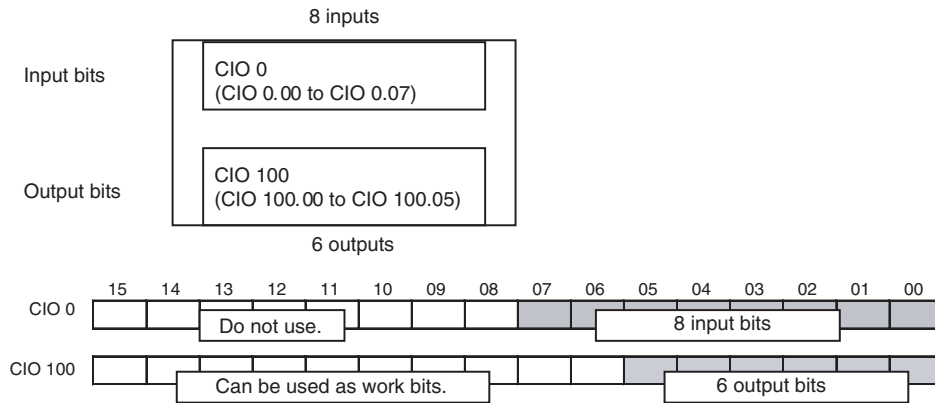 8 inputs
Input bits
CIO 0
(CIO 0.00 to CIO 0.07)
Output bits
CIO 100
(CIO 100.00 to CIO 100.05)
6 outputs
15 14 13 12 11 10 09 08 07 06 05 04 03 02 01 00
CIO 0
Do not use.
8 input bits
CIO 100
Can be used as work bits.
6 output bits